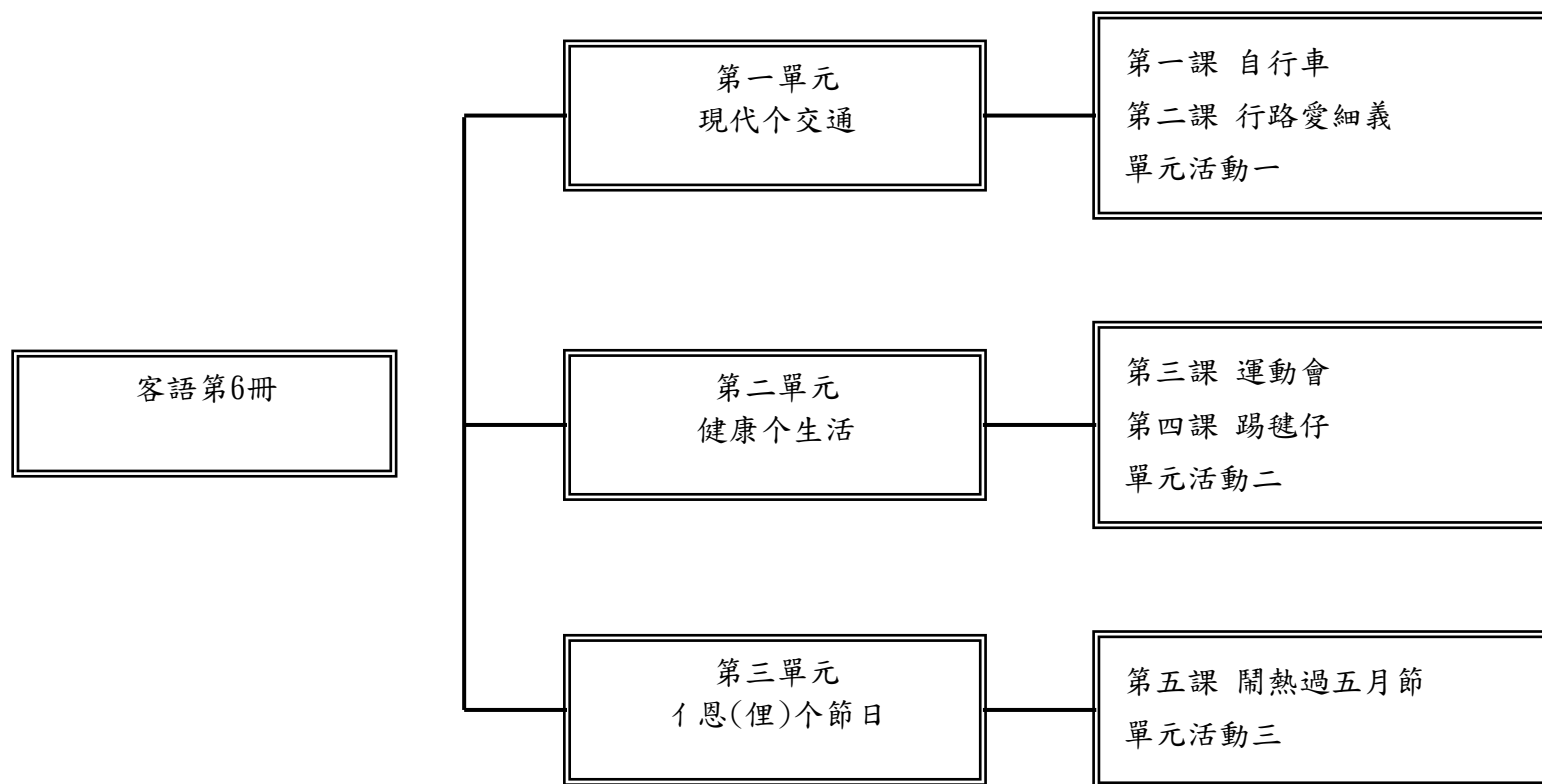 客語第6冊
第一單元
現代个交通
第一課 自行車
第二課 行路愛細義
單元活動一
第二單元
健康个生活
第三課 運動會
第四課 踢毽仔
單元活動二
第三單元
亻恩(俚)个節日
第五課 鬧熱過五月節
單元活動三